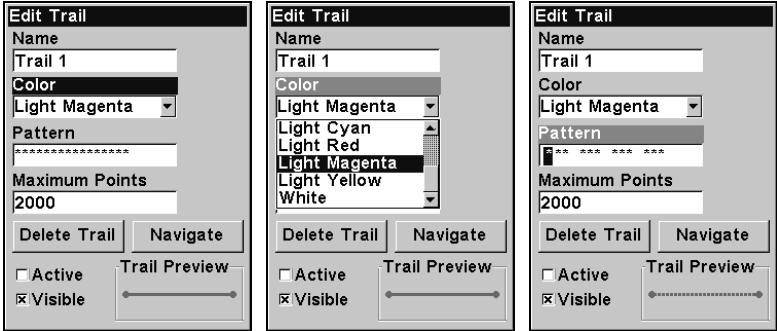 Edit Trail
Name
Trail 1
Color
Light Magenta
Pattern
****************
Maximum Points
2000
Delete Trail
Navigate
Active
Visible
Trail Preview
Edit Trail
Name
Trail 1
Color
Light Magenta
Light Cyan
Light Red
Light Magenta
Light Yellow
White
Delete Trail
Navigate
Active
Visible
Trail Preview
Edit Trail
Name
Trail 1
Color
Light Magenta
Pattern
*** *** *** ***
Maximum Points
2000
Delete Trail
Navigate
Active
Visible
Trail Preview